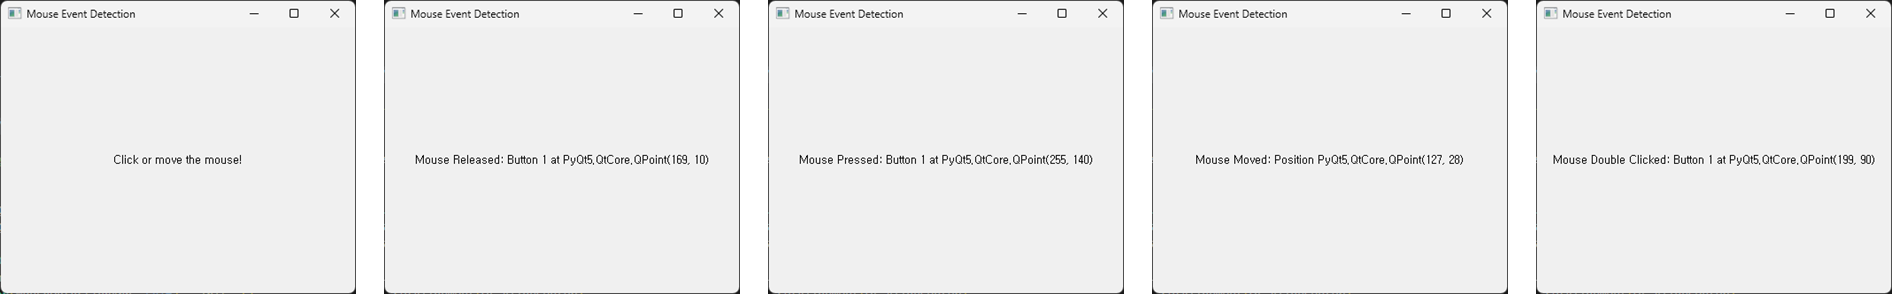 Mouse Event Detection
Click or move the mouse!
Mouse Event Detection
Mouse Released: Button 1 at PyQt5.QtCore.QPoint(169, 10)
Mouse Event Detection
Mouse Pressed: Button 1 at PyQt5.QtCore.QPoint(255, 140)
Mouse Event Detection
Mouse Moved: Position PyQt5.QtCore.QPoint(127, 28)
Mouse Event Detection
Mouse Double Clicked: Button 1 at PyQt5.QtCore.QPoint(199, 90)